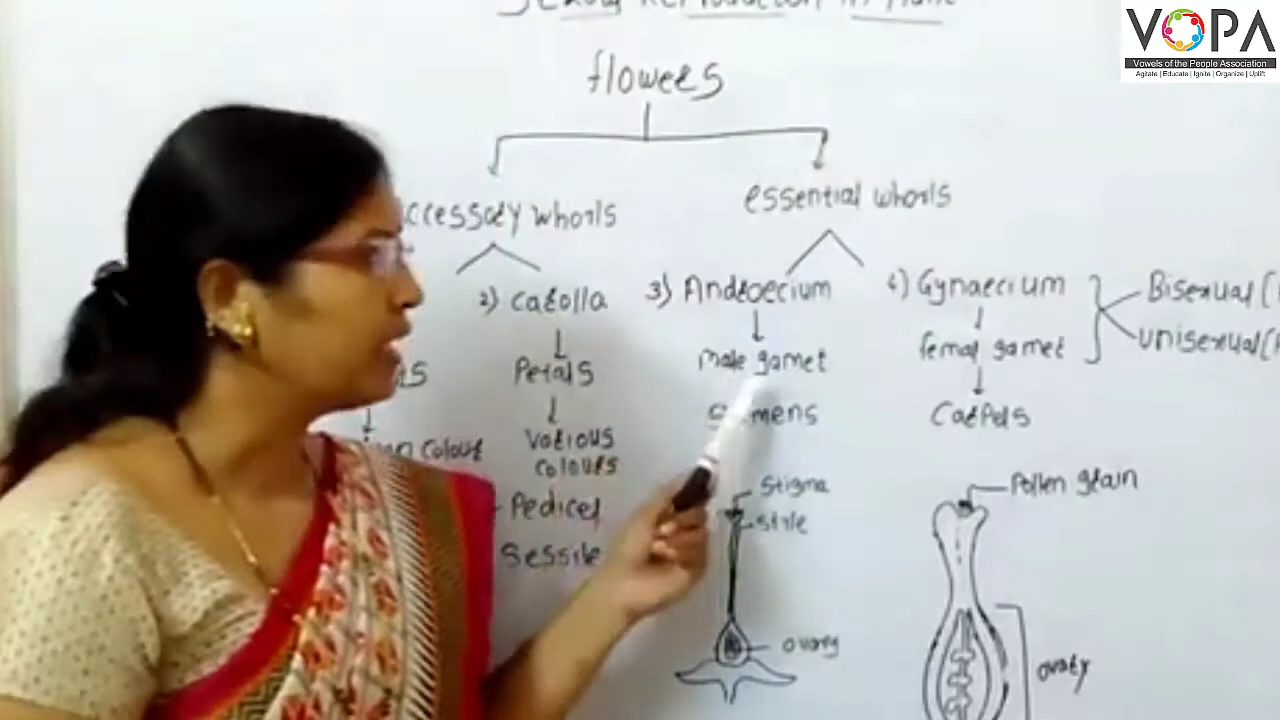 Sexual Reproduction in Plant
flowers
Accessory whorls
essential whorls
2) Carolla
3) Androecium
4) Gynaecium
Bisexual (
unisexual (
Petals
male gamet
femal gamet
Stamens
Carpels
colour
Various
colours
Pedicel
Sessile
Stigma
Style
ovary
Pollen grain
ovary
VOPA
Vowels of the People Association
Agitate | Educate | Ignite | Organize | Uplift